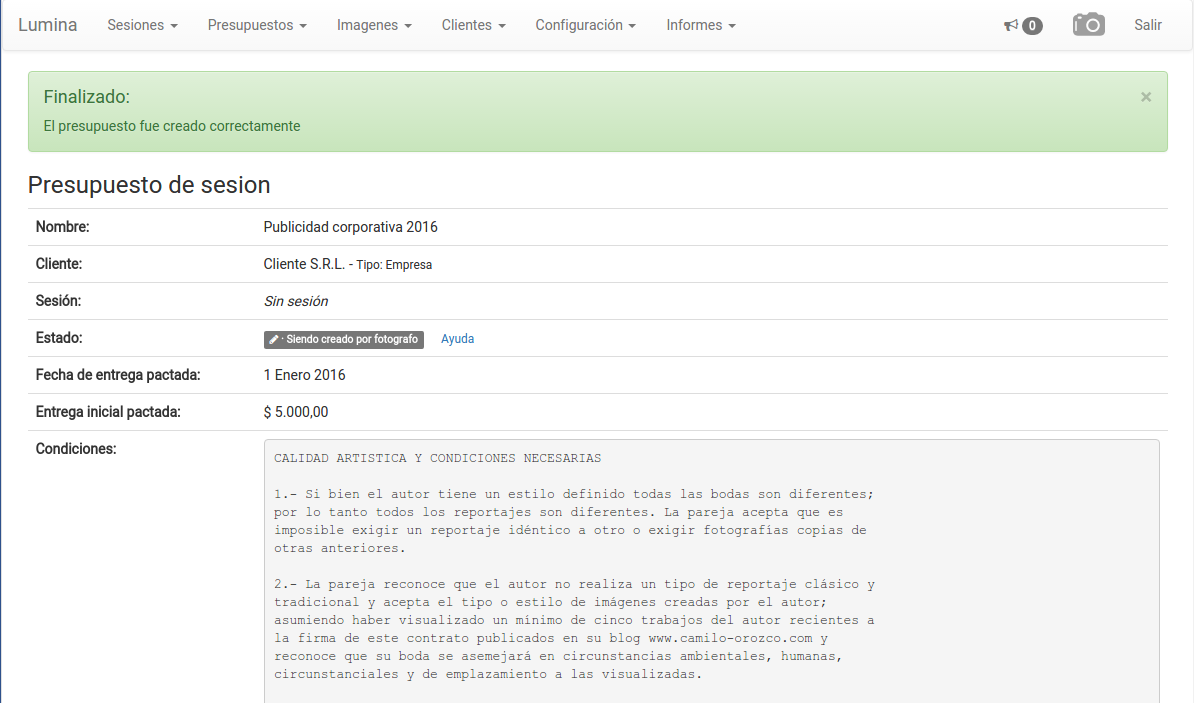 Lumina Sesiones Presupuestos Imagenes Clientes Configuración Informes 0 Salir
Finalizado: ×
El presupuesto fue creado correctamente
Presupuesto de sesion
Nombre: Publicidad corporativa 2016
Cliente: Cliente S.R.L. - Tipo: Empresa
Sesión: Sin sesión
Estado: · Siendo creado por fotografo Ayuda
Fecha de entrega pactada: 1 Enero 2016
Entrega inicial pactada: $ 5.000,00
Condiciones: CALIDAD ARTISTICA Y CONDICIONES NECESARIAS
1.- Si bien el autor tiene un estilo definido todas las bodas son diferentes;
por lo tanto todos los reportajes son diferentes. La pareja acepta que es
imposible exigir un reportaje idéntico a otro o exigir fotografías copias de
otras anteriores.
2.- La pareja reconoce que el autor no realiza un tipo de reportaje clásico y
tradicional y acepta el tipo o estilo de imágenes creadas por el autor;
asumiendo haber visualizado un mínimo de cinco trabajos del autor recientes a
la firma de este contrato publicados en su blog www.camilo-orozco.com y
reconoce que su boda se asemejará en circunstancias ambientales, humanas,
circunstanciales y de emplazamiento a las visualizadas.